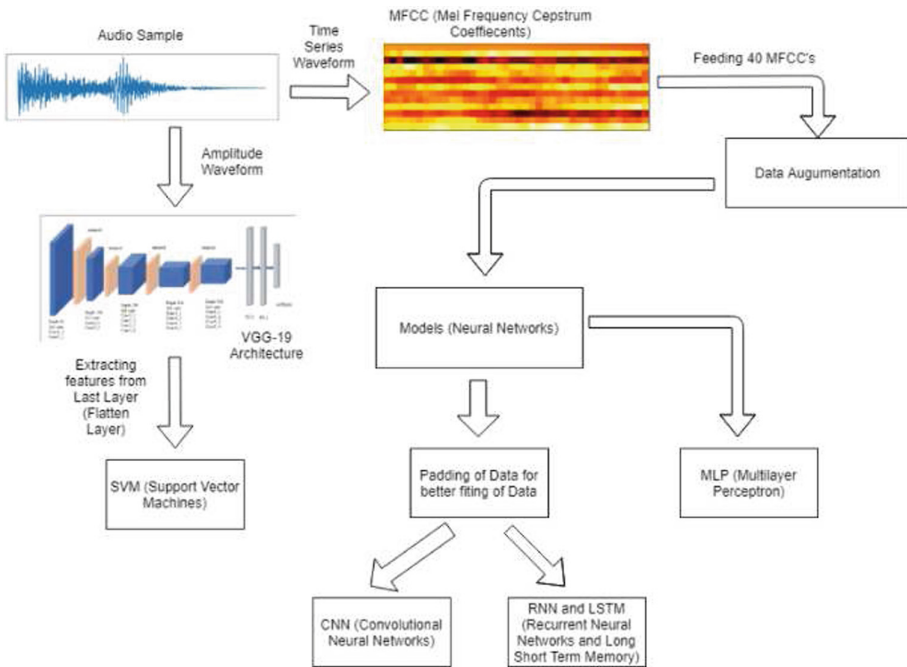 MFCC (Mel Frequency Cepstrum
Coeffiecents)
Audio Sample
Time
Series
Waveform
Feeding 40 MFCC's
Amplitude
Waveform
Data Augumentation
VGG-19
Architecture
Models (Neural Networks)
Extracting
features from
Last Layer
(Flatten
Layer)
SVM (Support Vector
Machines)
Padding of Data for
better fiting of Data
MLP (Multilayer
Perceptron)
CNN (Convolutional
Neural Networks)
RNN and LSTM
(Recurrent Neural
Networks and Long
Short Term Memory)